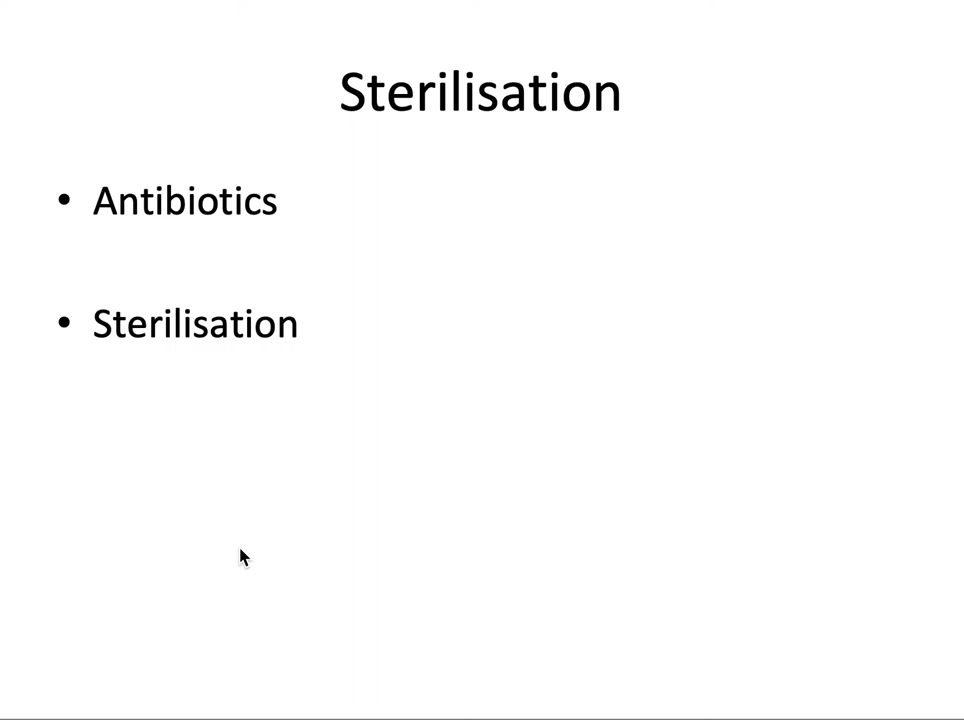 Sterilisation
• Antibiotics
• Sterilisation